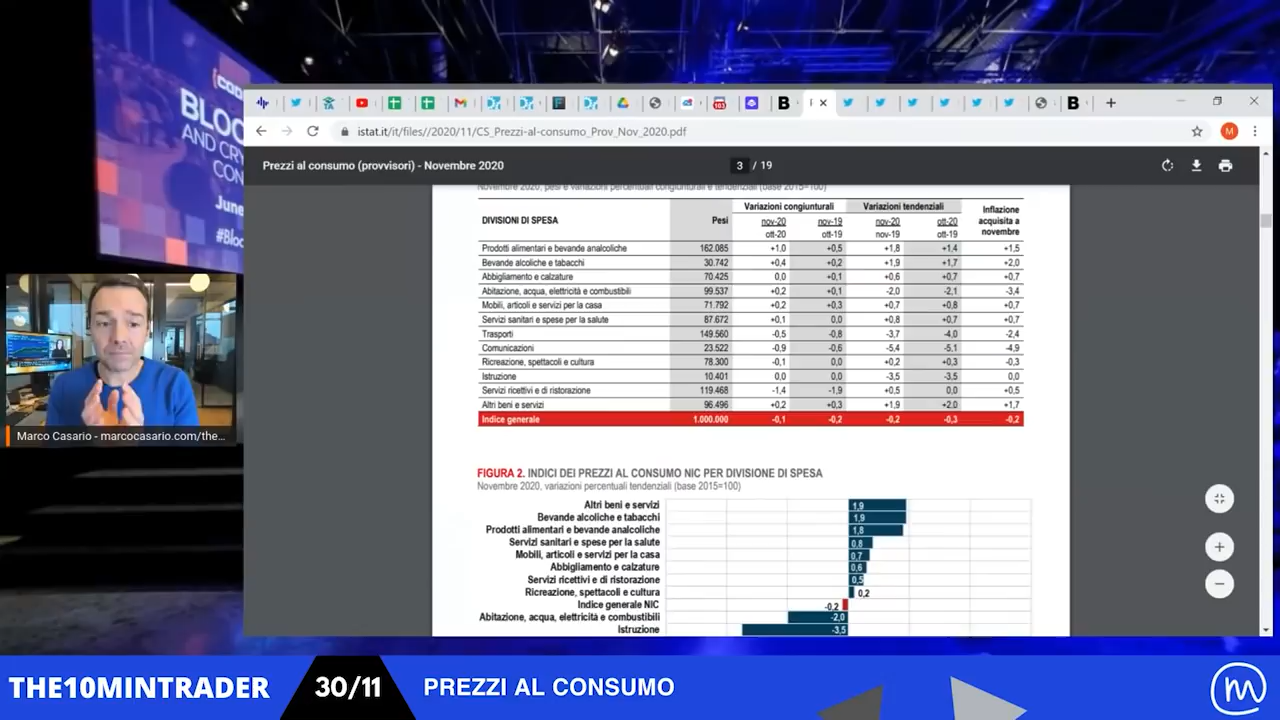 BLOC
AND CRY
CON
June
#Bloc
istat.it/it/files//2020/11/CS_Prezzi-al-consumo_Prov_Nov_2020.pdf
Prezzi al consumo (provvisori) - Novembre 2020
3 / 19
Novembre 2020, pesi e variazioni percentuali congiunturali e tendenziali (base 2015=100)
DIVISIONI DI SPESA Pesi Variazioni congiunturali Variazioni tendenziali Inflazione acquisita a novembre
nov-20 nov-19 nov-20 ott-20
ott-20 ott-19 nov-19 ott-19
Prodotti alimentari e bevande analcoliche 162.085 +1,0 +0,5 +1,8 +1,4 +1,5
Bevande alcoliche e tabacchi 30.742 +0,4 +0,2 +1,9 +1,7 +2,0
Abbigliamento e calzature 70.425 0,0 +0,1 +0,6 +0,7 +0,7
Abitazione, acqua, elettricità e combustibili 99.537 +0,2 +0,1 -2,0 -2,1 -3,4
Mobili, articoli e servizi per la casa 71.792 +0,2 +0,3 +0,7 +0,8 +0,7
Servizi sanitari e spese per la salute 87.672 +0,1 0,0 +0,8 +0,7 +0,7
Trasporti 149.560 -0,5 -0,8 -3,7 -4,0 -2,4
Comunicazioni 23.522 -0,9 -0,6 -5,4 -5,1 -4,9
Ricreazione, spettacoli e cultura 78.300 -0,1 0,0 +0,2 +0,3 -0,3
Istruzione 10.401 0,0 0,0 -3,5 -3,5 0,0
Servizi ricettivi e di ristorazione 119.468 -1,4 -1,9 +0,5 0,0 +0,5
Altri beni e servizi 96.496 +0,2 +0,3 +1,9 +2,0 +1,7
Indice generale 1.000.000 -0,1 -0,2 -0,2 -0,3 -0,2
FIGURA 2. INDICI DEI PREZZI AL CONSUMO NIC PER DIVISIONE DI SPESA
Novembre 2020, variazioni percentuali tendenziali (base 2015=100)
Altri beni e servizi 1,9
Bevande alcoliche e tabacchi 1,9
Prodotti alimentari e bevande analcoliche 1,8
Servizi sanitari e spese per la salute 0,8
Mobili, articoli e servizi per la casa 0,7
Abbigliamento e calzature 0,6
Servizi ricettivi e di ristorazione 0,5
Ricreazione, spettacoli e cultura 0,2
Indice generale NIC -0,2
Abitazione, acqua, elettricità e combustibili -2,0
Istruzione -3,5
Marco Casario - marcocasario.com/the…
THE10MINTRADER
30/11
PREZZI AL CONSUMO